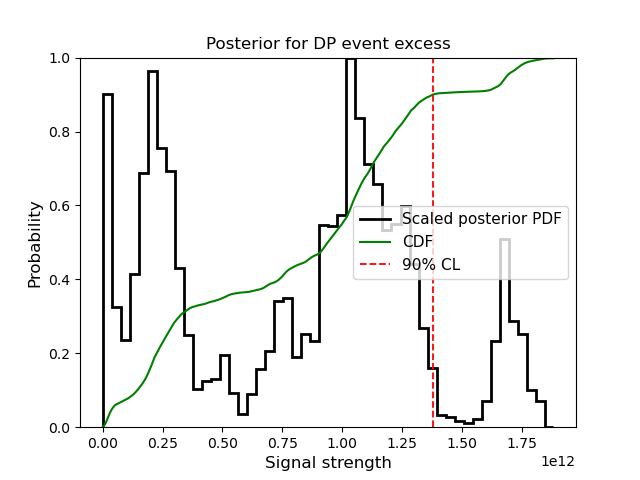 Posterior for DP event excess
1.0
0.8
0.6
0.4
0.2
0.0
Probability
Scaled posterior PDF
CDF
90% CL
0.00 0.25 0.50 0.75 1.00 1.25 1.50 1.75
Signal strength
1e12